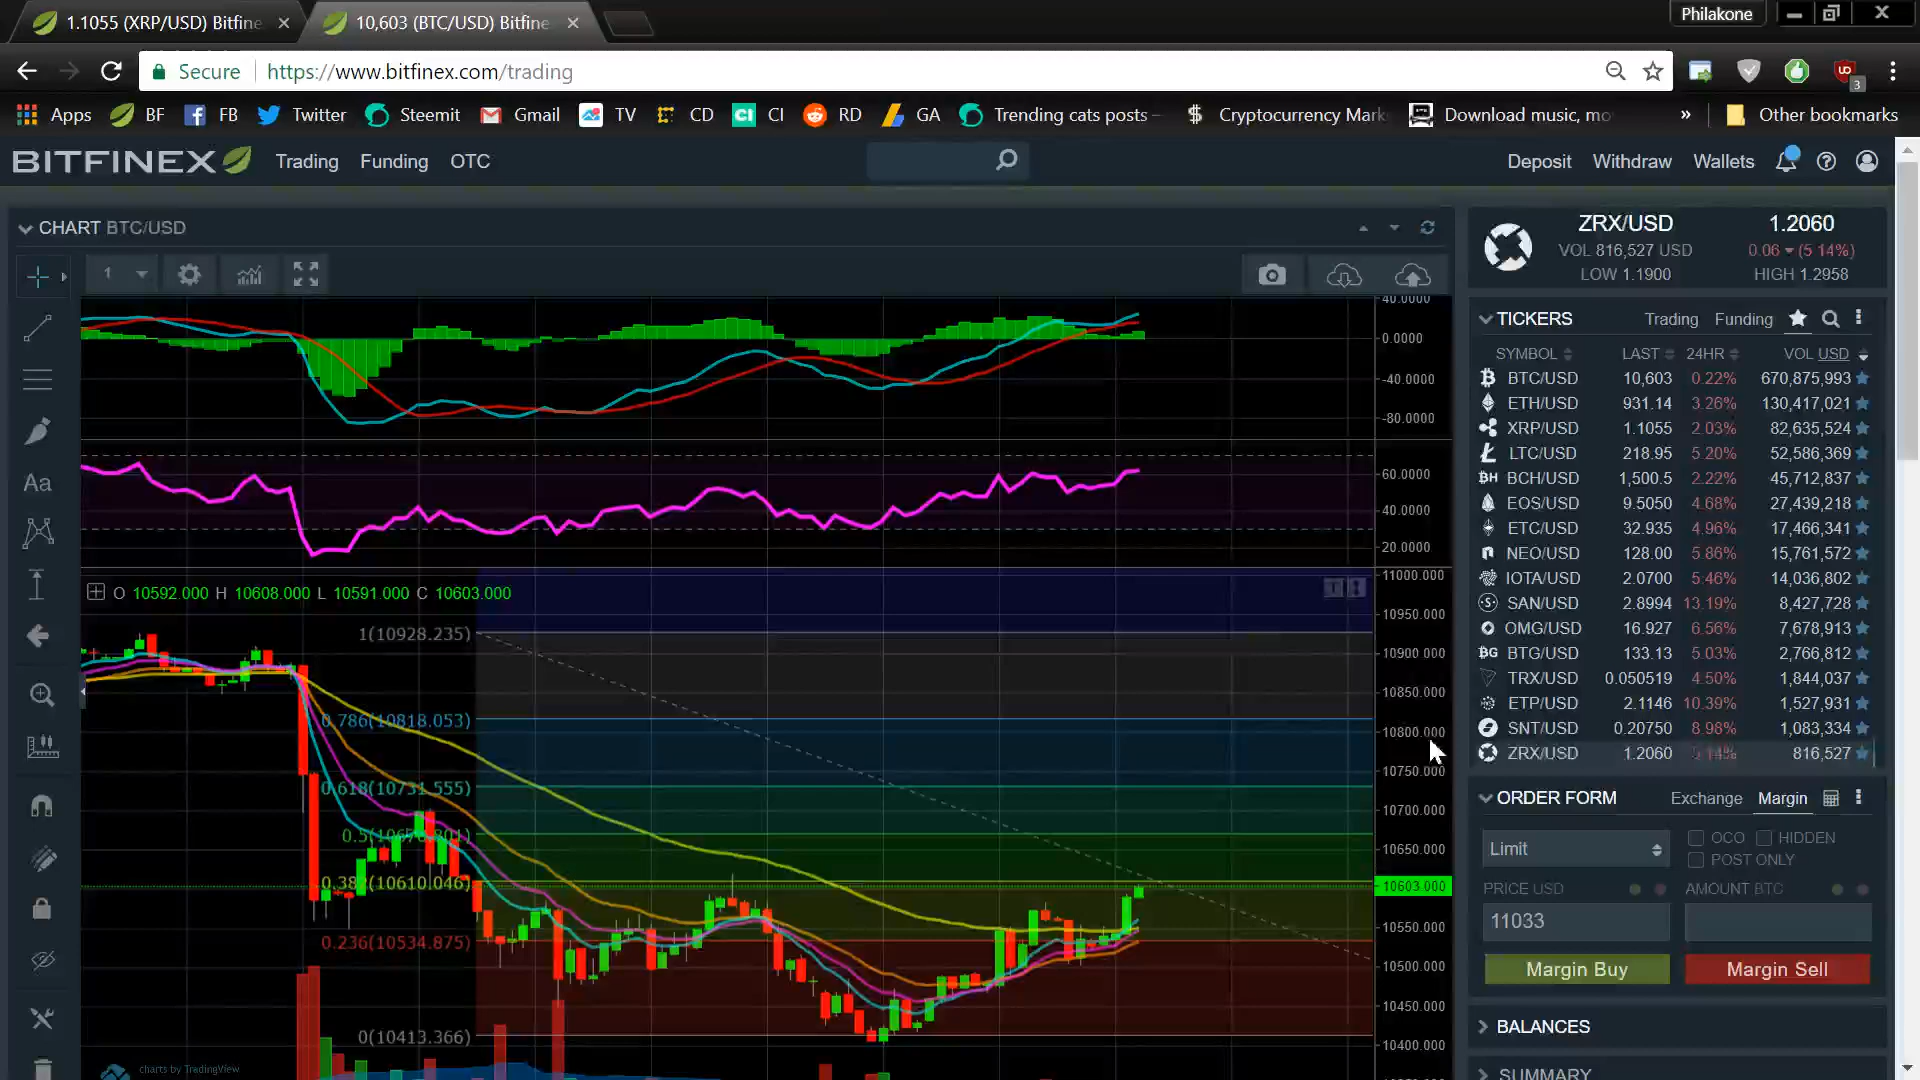 1.1055 (XRP/USD) Bitfine
10,603 (BTC/USD) Bitfine
Philakone
Secure https://www.bitfinex.com/trading
3
Apps BF FB Twitter Steemit Gmail TV CD CI RD GA Trending cats posts – Cryptocurrency Mark Download music, mo » Other bookmarks
BITFINEX Trading Funding OTC Deposit Withdraw Wallets
CHART BTC/USD
1
Aa
40.0000
0.0000
-40.0000
-80.0000
60.0000
40.0000
20.0000
O 10592.000 H 10608.000 L 10591.000 C 10603.000
1(10928.235)
0.786(10818.053)
0.618(10731.555)
0.382(10610.046)
0.236(10534.875)
0(10413.366)
11000.000
10950.000
10900.000
10850.000
10800.000
10750.000
10700.000
10650.000
10603.000
10550.000
10500.000
10450.000
10400.000
charts by TradingView
ZRX/USD 1.2060
VOL 816,527 USD 0.06 (5.14%)
LOW 1.1900 HIGH 1.2958
TICKERS Trading Funding
SYMBOL LAST 24HR VOL USD
BTC/USD 10,603 0.22% 670,875,993
ETH/USD 931.14 3.26% 130,417,021
XRP/USD 1.1055 2.03% 82,635,524
LTC/USD 218.95 5.20% 52,586,369
BCH/USD 1,500.5 2.22% 45,712,837
EOS/USD 9.5050 4.68% 27,439,218
ETC/USD 32.935 4.96% 17,466,341
NEO/USD 128.00 5.86% 15,761,572
IOTA/USD 2.0700 5.46% 14,036,802
SAN/USD 2.8994 13.19% 8,427,728
OMG/USD 16.927 6.56% 7,678,913
BTG/USD 133.13 5.03% 2,766,812
TRX/USD 0.050519 4.50% 1,844,037
ETP/USD 2.1146 10.39% 1,527,931
SNT/USD 0.20750 8.98% 1,083,334
ZRX/USD 1.2060 5.14% 816,527
ORDER FORM Exchange Margin
Limit
OCO HIDDEN
POST ONLY
PRICE USD AMOUNT BTC
11033
Margin Buy Margin Sell
BALANCES
SUMMARY